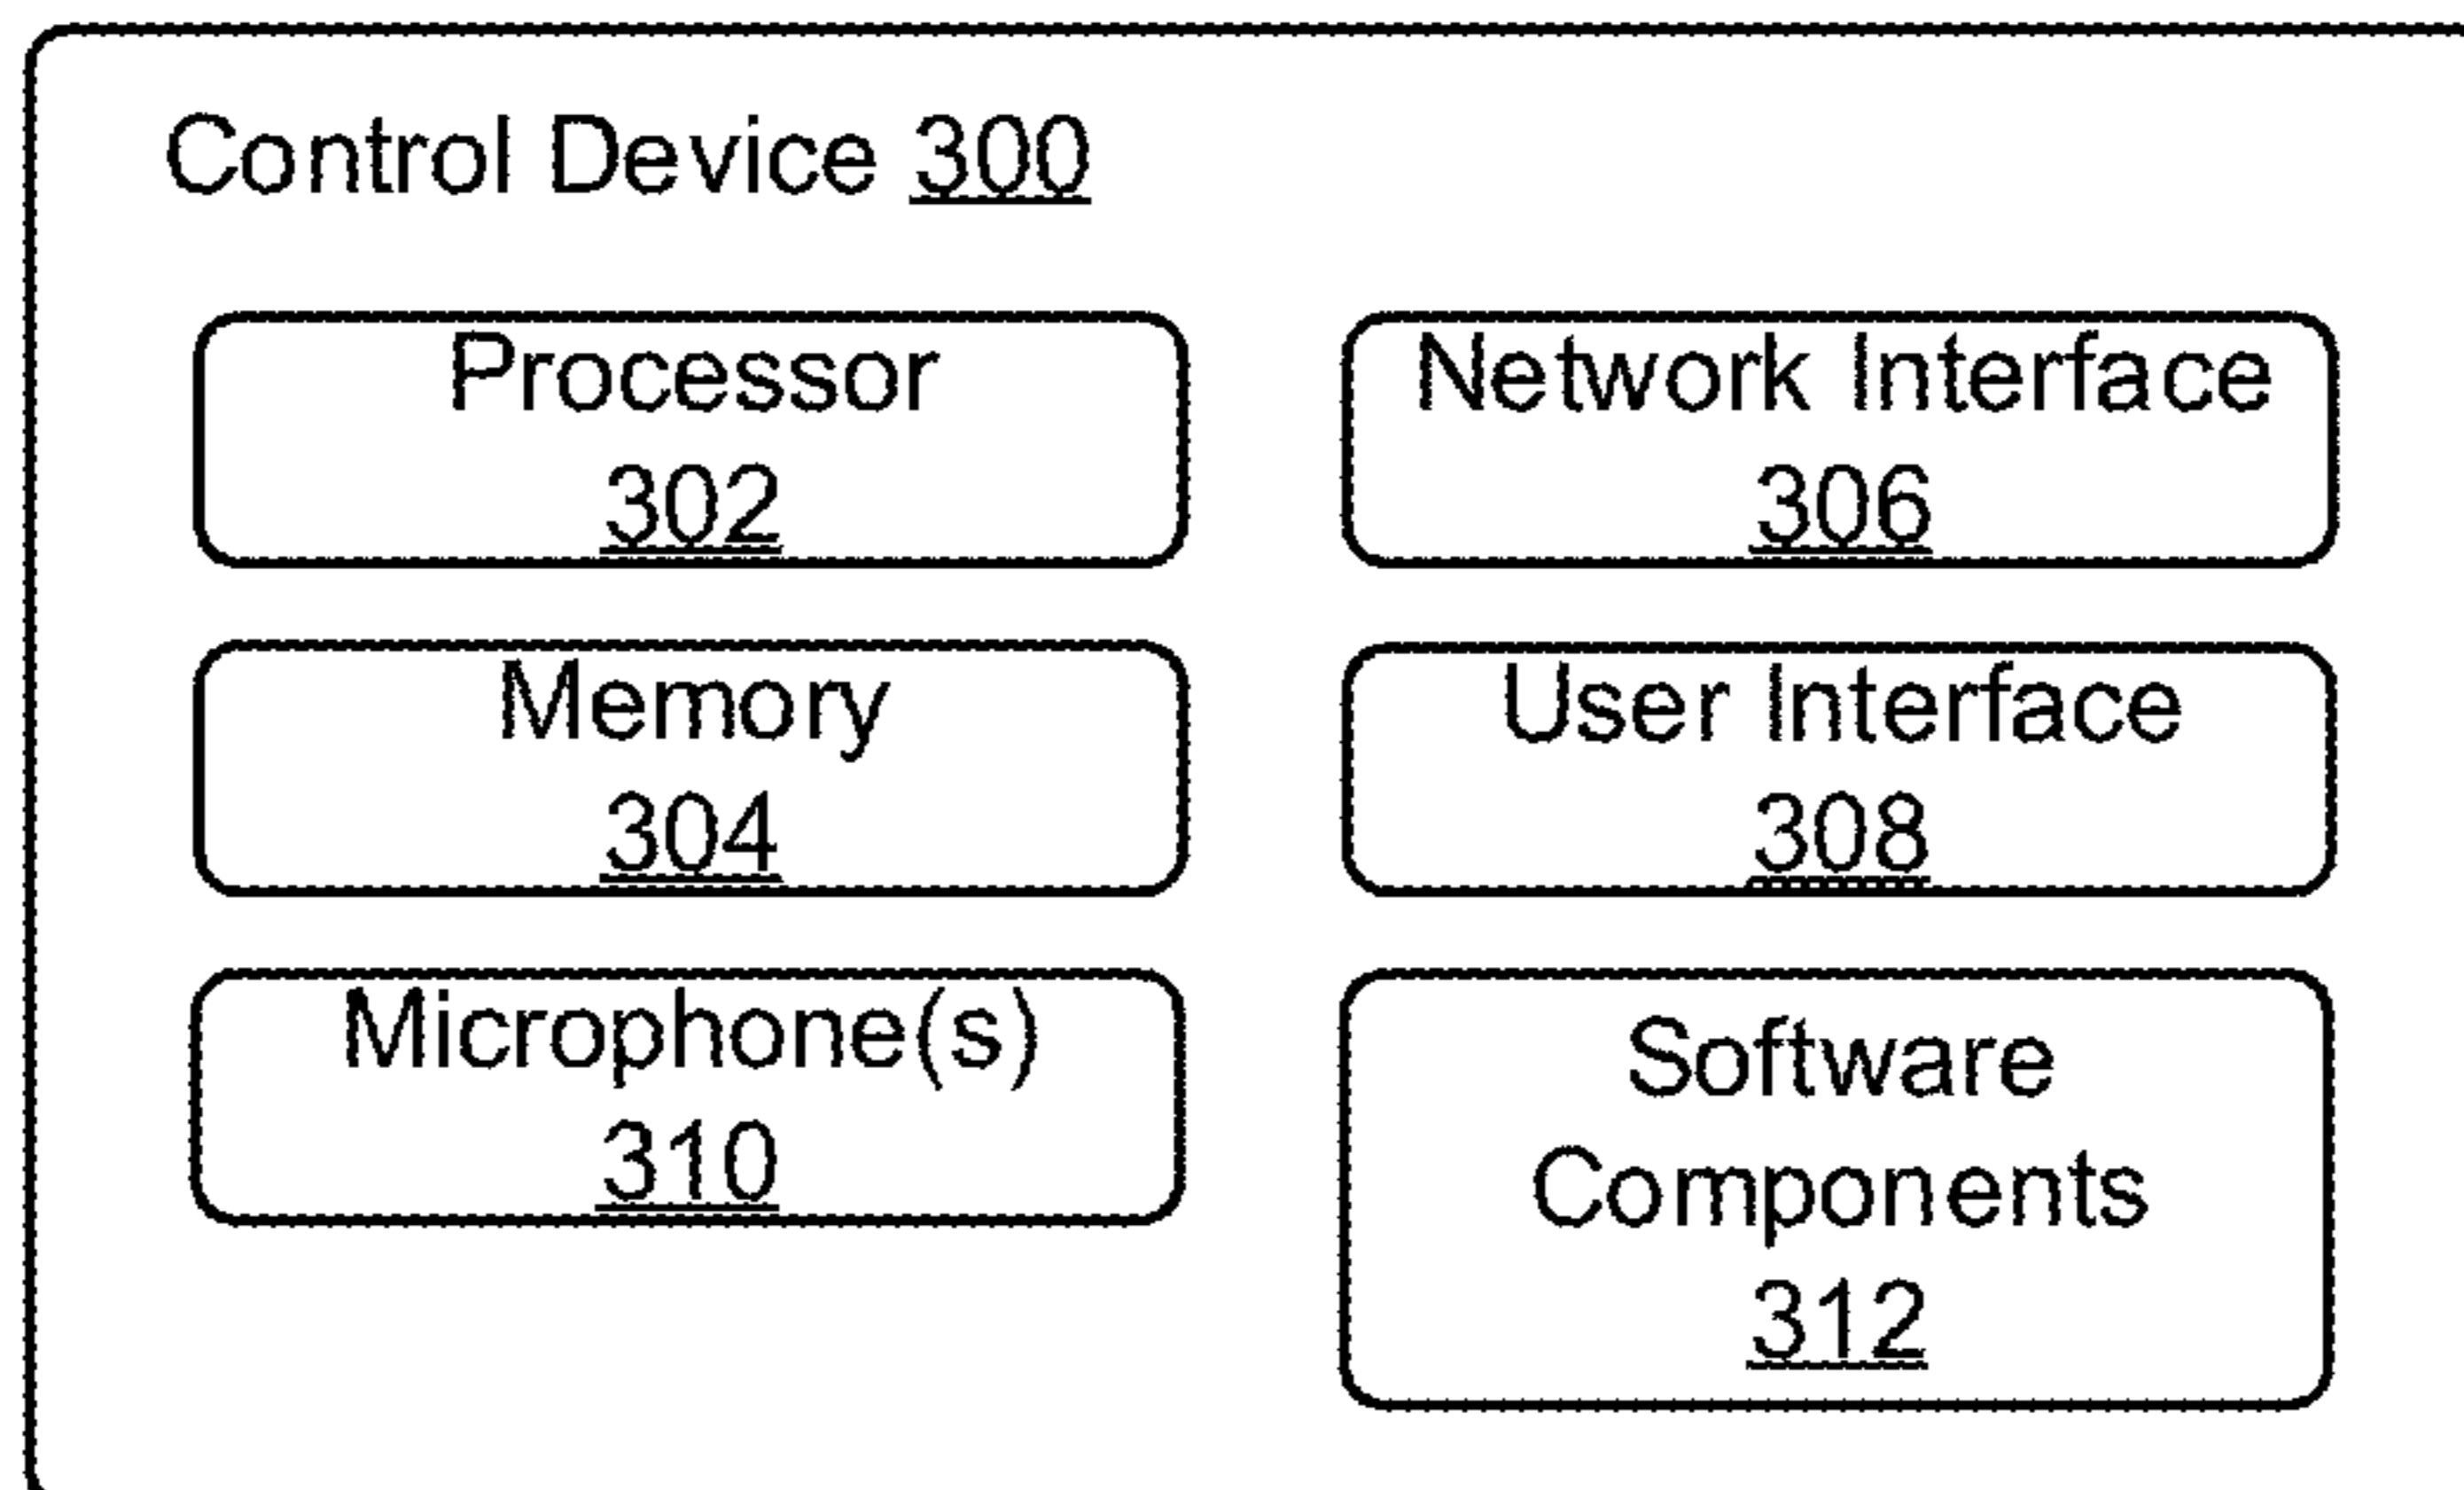 Control Device 300
Processor
302
Network Interface
306
Memory
304
User Interface
308
Microphone(s)
310
Software
Components
312